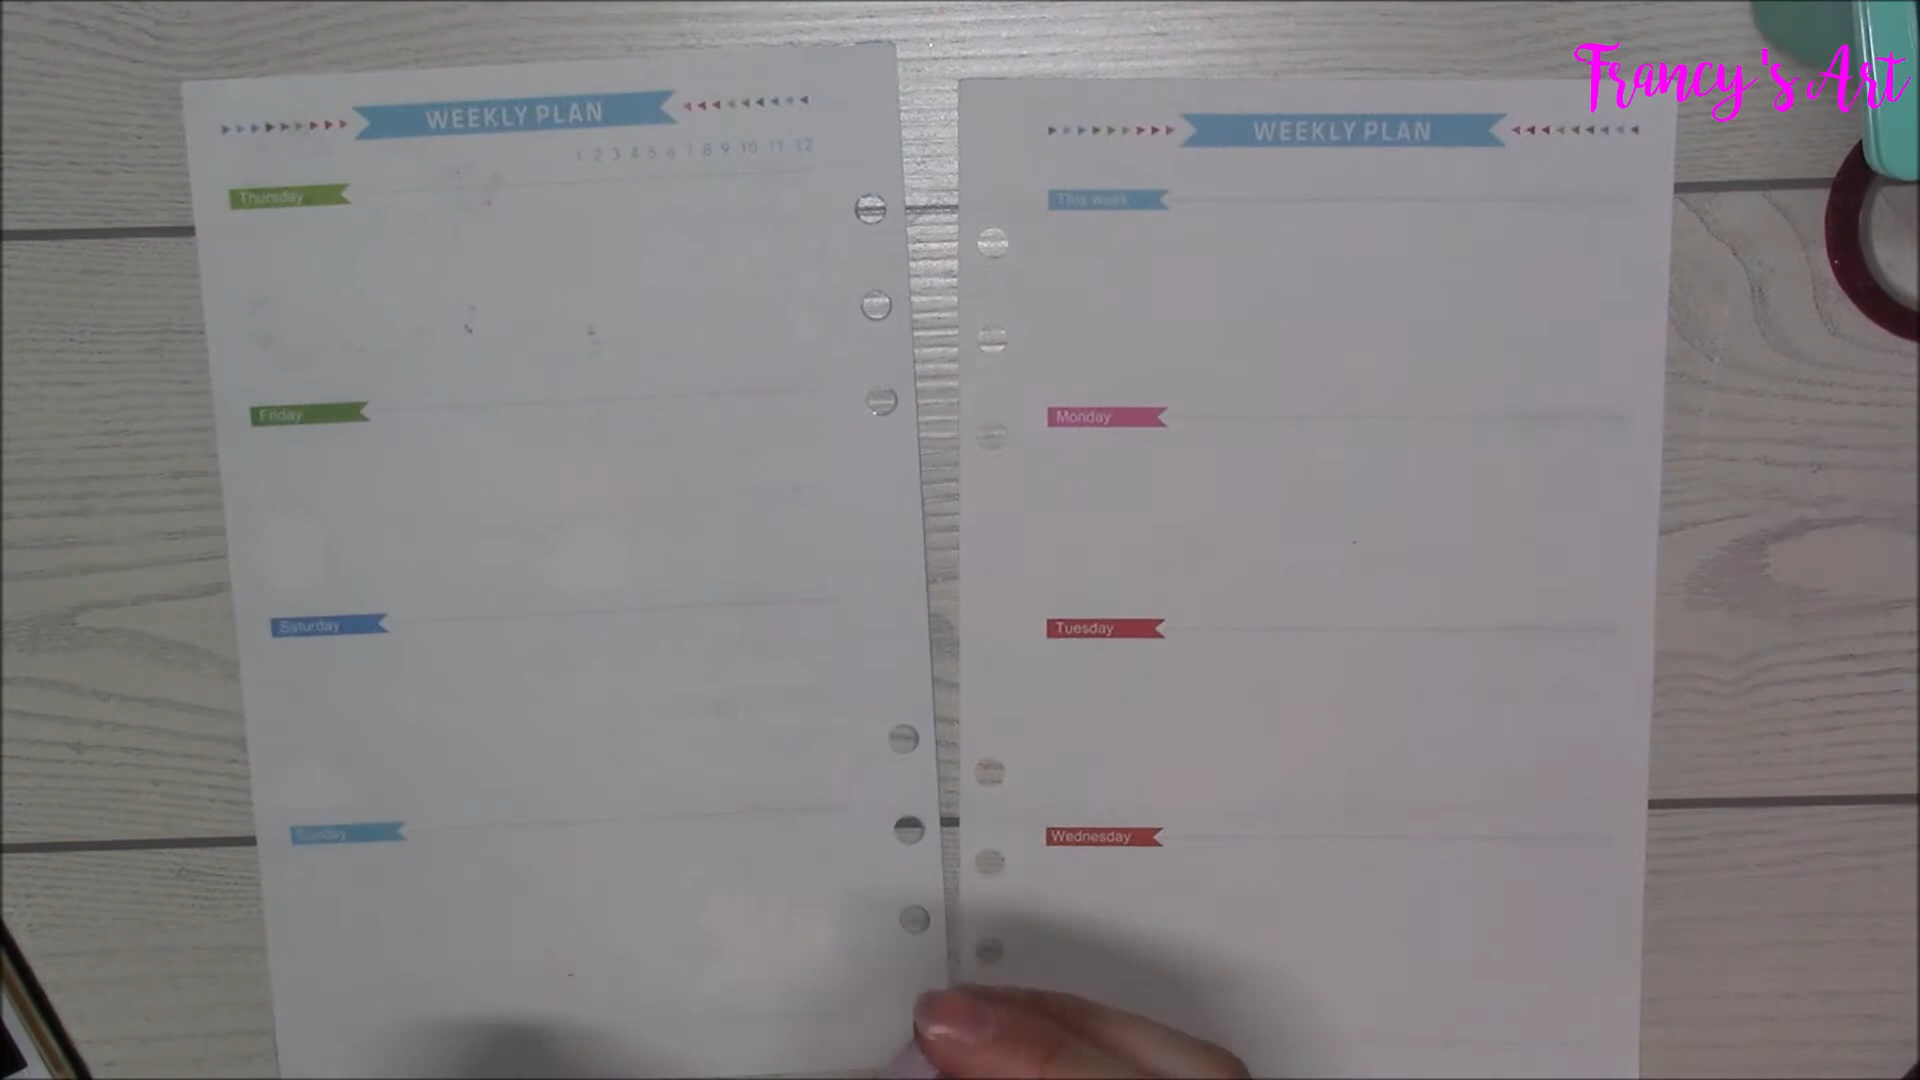 Francy's Art
WEEKLY PLAN
1 2 3 4 5 6 7 8 9 10 11 12
Thursday
Friday
Saturday
Sunday
WEEKLY PLAN
This week
Monday
Tuesday
Wednesday